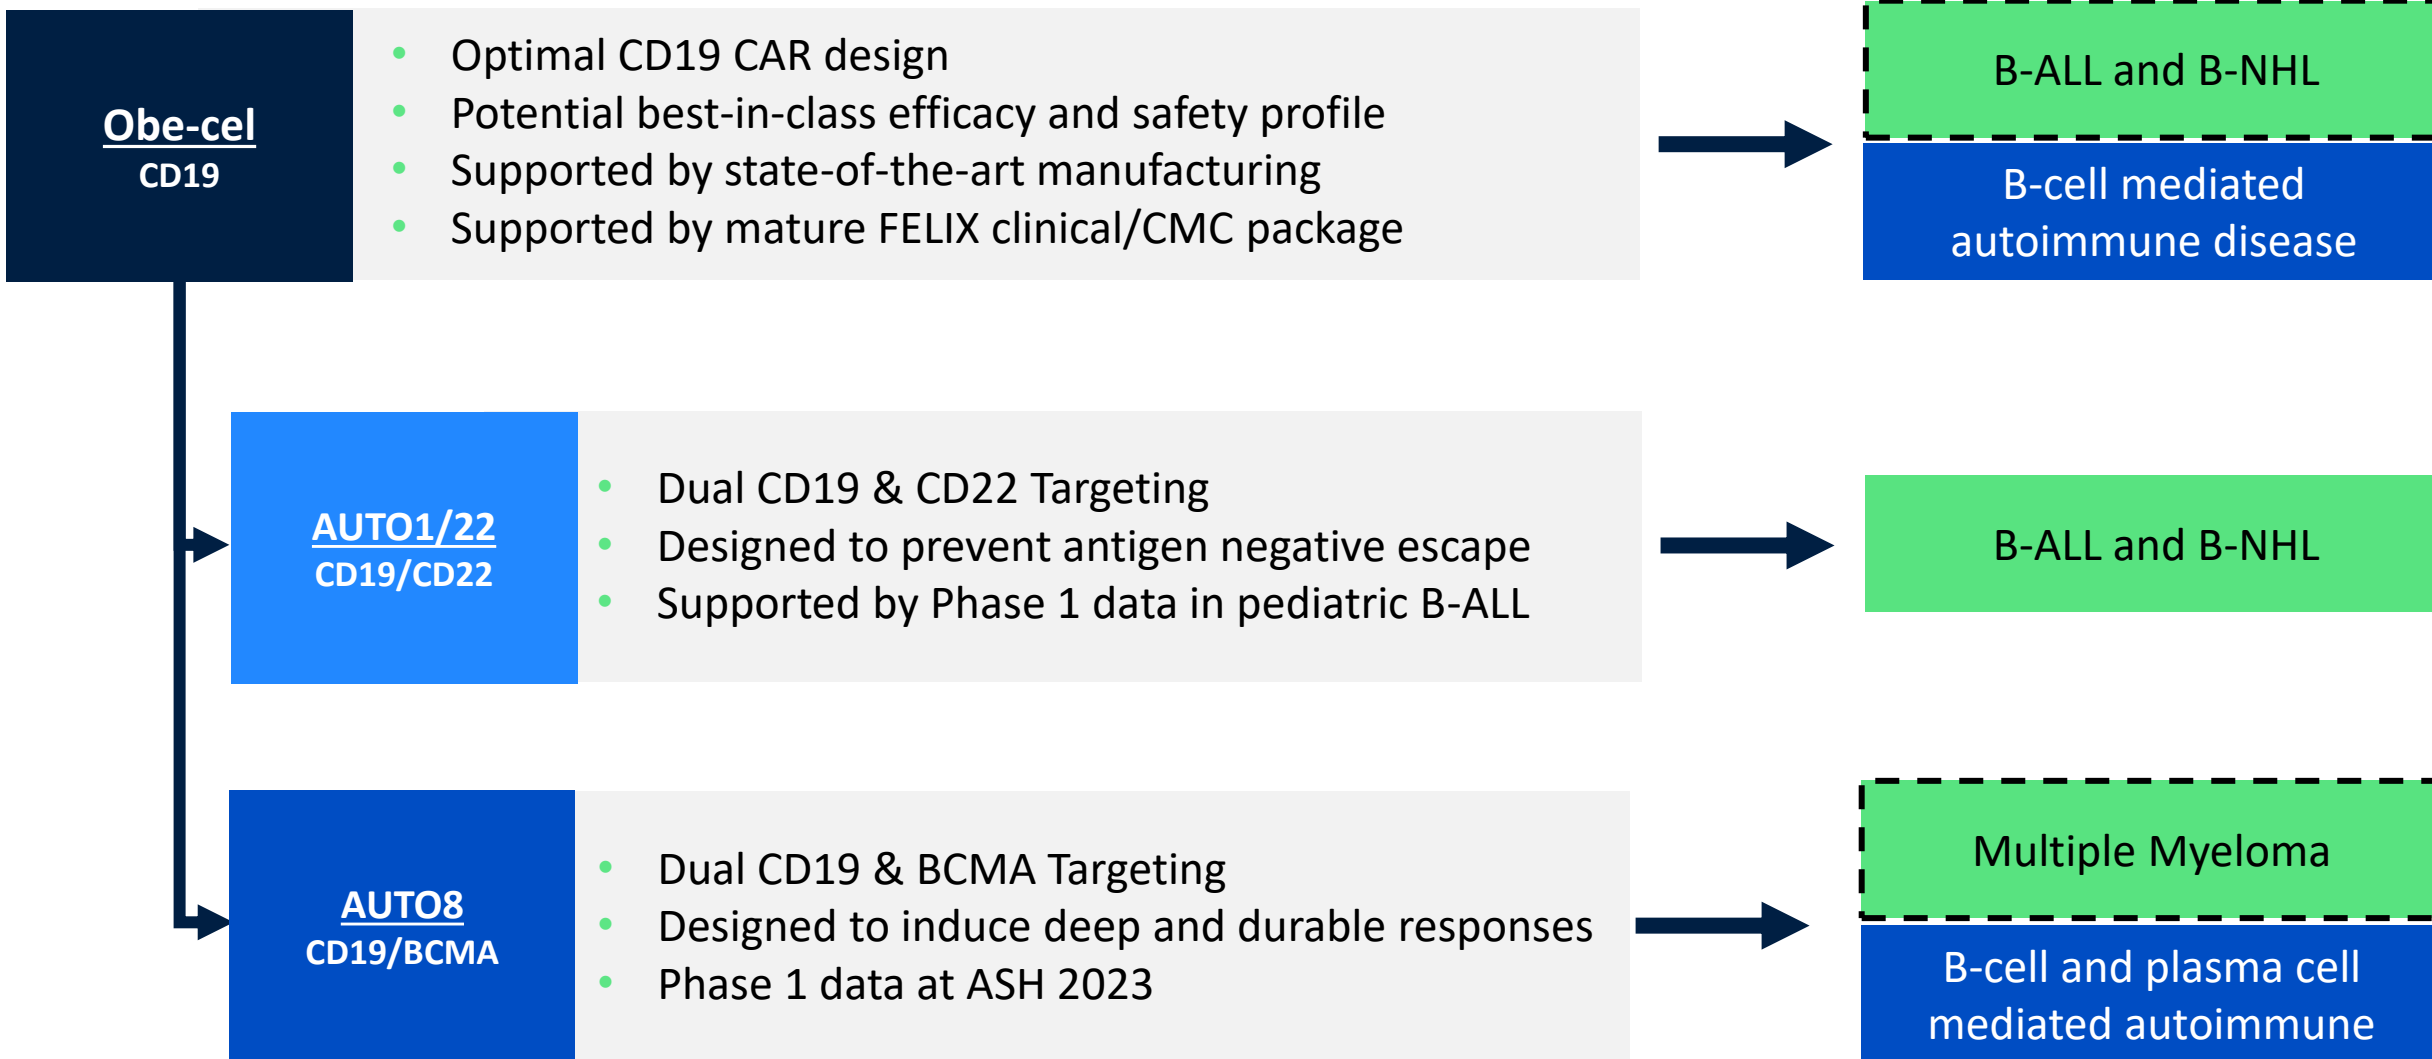 Obe-cel
CD19
• Optimal CD19 CAR design
• Potential best-in-class efficacy and safety profile
• Supported by state-of-the-art manufacturing
• Supported by mature FELIX clinical/CMC package
B-ALL and B-NHL
B-cell mediated
autoimmune disease
AUTO1/22
CD19/CD22
• Dual CD19 & CD22 Targeting
• Designed to prevent antigen negative escape
• Supported by Phase 1 data in pediatric B-ALL
B-ALL and B-NHL
AUTO8
CD19/BCMA
• Dual CD19 & BCMA Targeting
• Designed to induce deep and durable responses
• Phase 1 data at ASH 2023
Multiple Myeloma
B-cell and plasma cell
mediated autoimmune